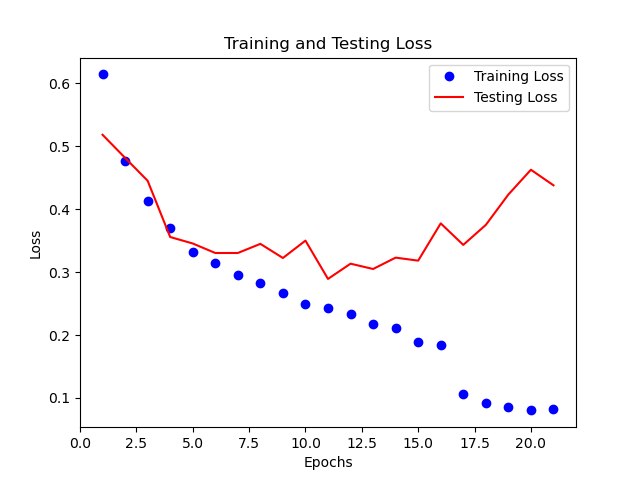 Training and Testing Loss
Training Loss
Testing Loss
0.6
0.5
0.4
0.3
0.2
0.1
Loss
0.0 2.5 5.0 7.5 10.0 12.5 15.0 17.5 20.0
Epochs